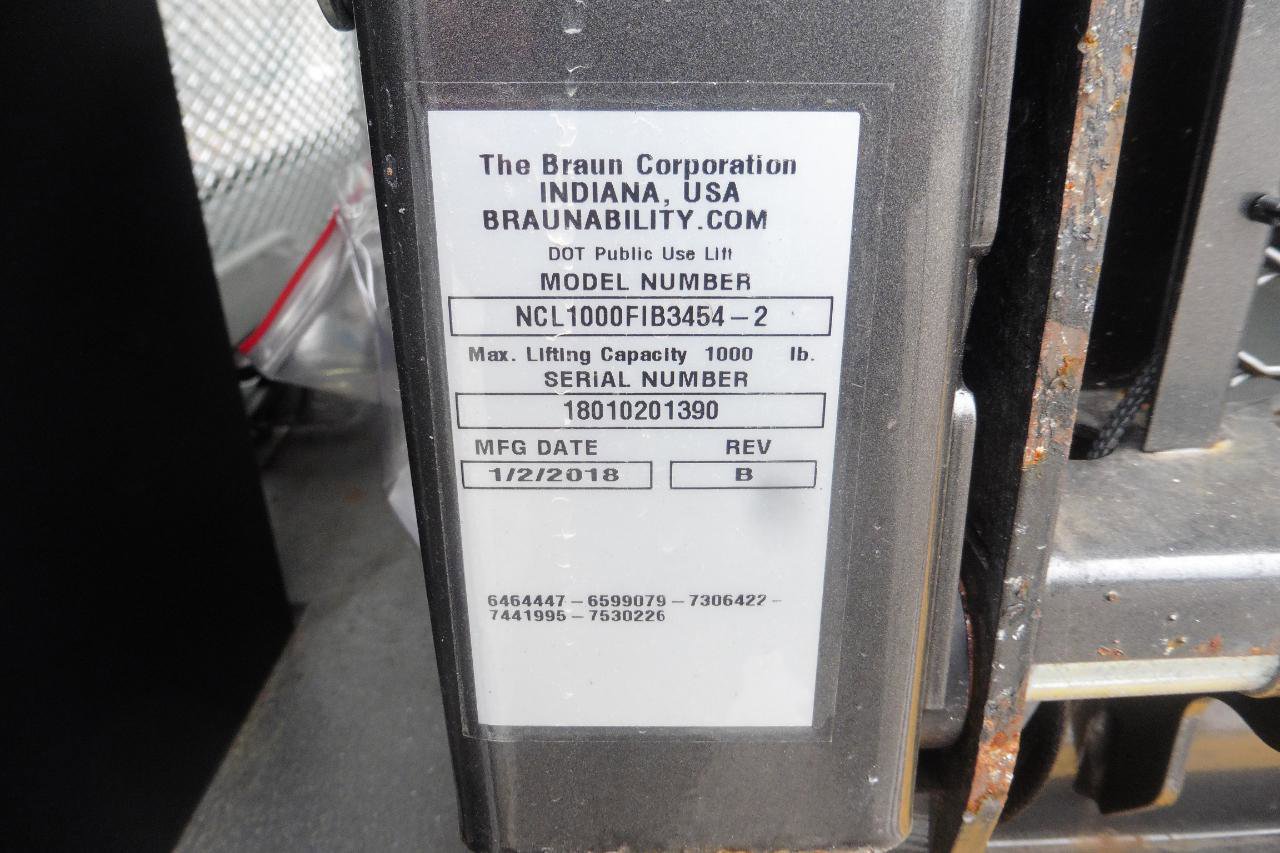 The Braun Corporation
INDIANA, USA
BRAUNABILITY.COM
DOT Public Use Lift
MODEL NUMBER
NCL1000FIB3454-2
Max. Lifting Capacity 1000 lb.
SERIAL NUMBER
18010201390
MFG DATE REV
1/2/2018 B
6464447-6599079-7306422-
7441995-7530226